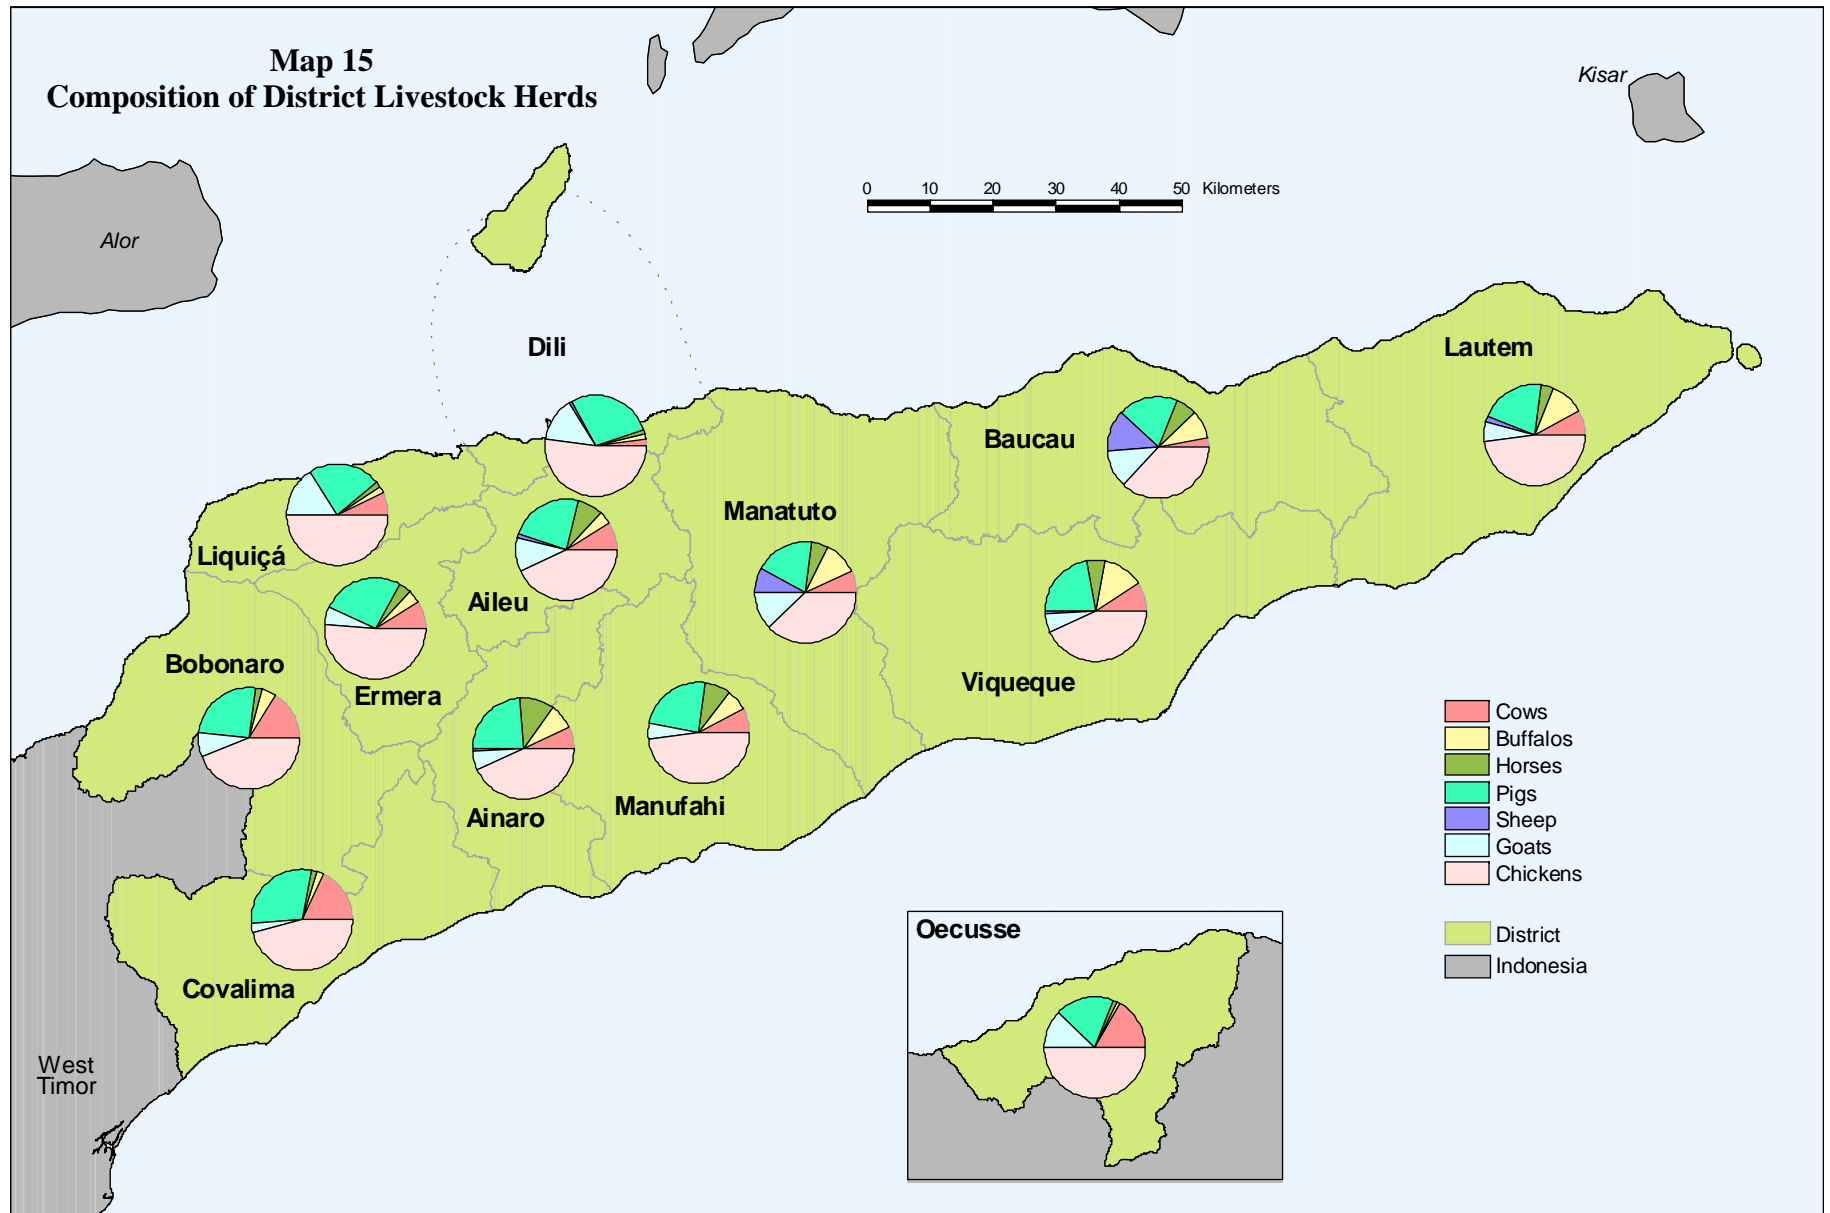 Map 15
Composition of District Livestock Herds
Kisar
0 10 20 30 40 50 Kilometers
Alor
Dili
Lautem
Baucau
Manatuto
Liquiçá
Aileu
Bobonaro
Ermera
Viqueque
Ainaro
Manufahi
Covalima
West
Timor
Cows
Buffalos
Horses
Pigs
Sheep
Goats
Chickens
District
Indonesia
Oecusse